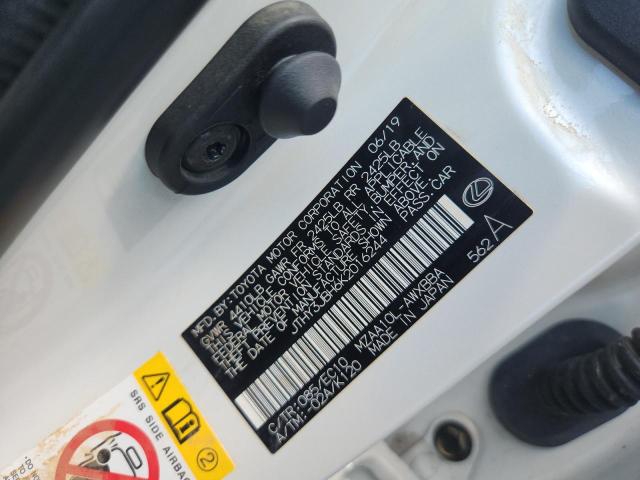 MFD.BY:TOYOTA MOTOR CORPORATION 06/19
GVWR 4410LB GAWR FR 2425LB RR 2425LB
THIS VEHICLE CONFORMS TO ALL APPLICABLE
FEDERAL MOTOR VEHICLE SAFETY, BUMPER, AND
THEFT PREVENTION STANDARDS IN EFFECT ON
THE DATE OF MANUFACTURE SHOWN ABOVE.
PASS.CAR
562 A
C/TR:085/EC10 MZAA10L-AWXBBA
A/TM:-02A/K120 MADE IN JAPAN
SRS SIDE AIRBAG
2